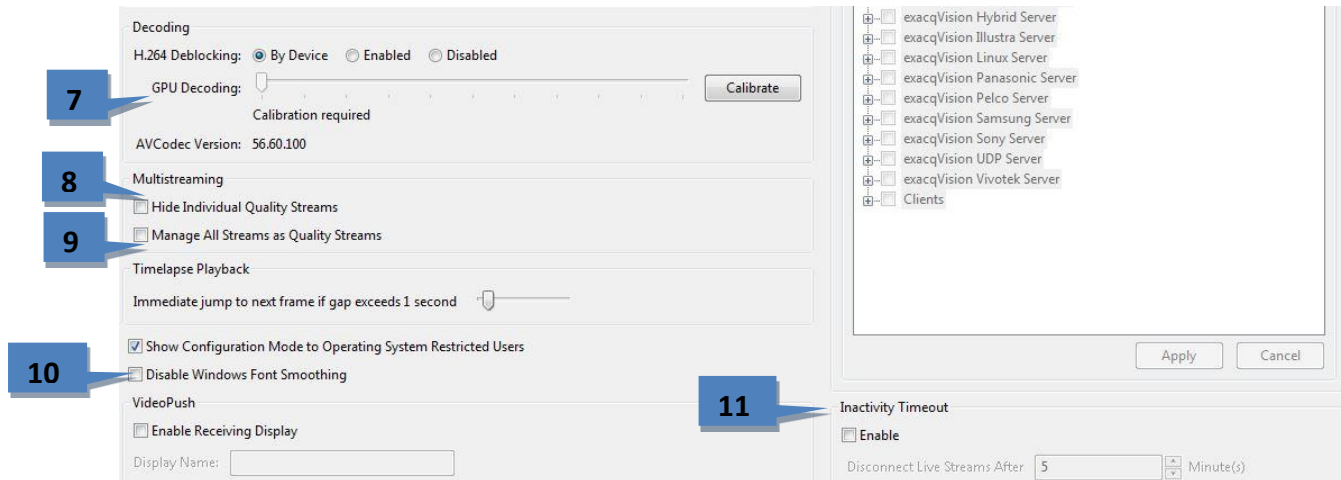 Decoding
H.264 Deblocking: By Device Enabled Disabled
7
GPU Decoding: Calibrate
Calibration required
AVCodec Version: 56.60.100
8
Multistreaming
Hide Individual Quality Streams
9
Manage All Streams as Quality Streams
Timelapse Playback
Immediate jump to next frame if gap exceeds 1 second
Show Configuration Mode to Operating System Restricted Users
10
Disable Windows Font Smoothing
VideoPush
Enable Receiving Display
Display Name:
exacqVision Hybrid Server
exacqVision Illustra Server
exacqVision Linux Server
exacqVision Panasonic Server
exacqVision Pelco Server
exacqVision Samsung Server
exacqVision Sony Server
exacqVision UDP Server
exacqVision Vivotek Server
Clients
Apply Cancel
11
Inactivity Timeout
Enable
Disconnect Live Streams After 5 Minute(s)